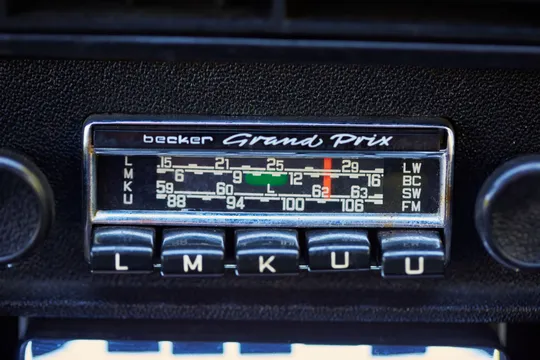 becker Grand Prix
L 15 21 25 29 LW
M 6 9 12 16 BC
K 59 60 L 62 63 SW
U 88 94 100 106 FM
L M K U U